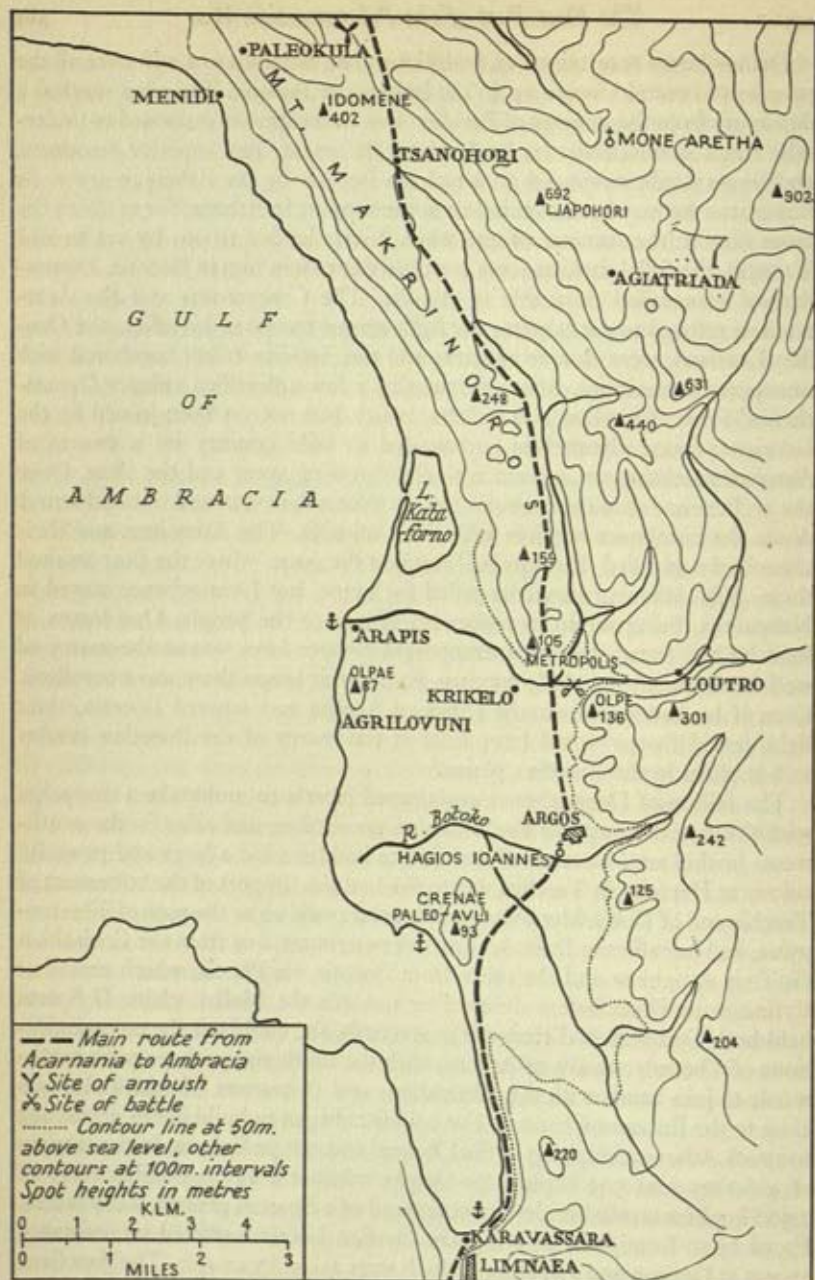 PALEOKULA
MENIDI
IDOMENE
402
MT. MAKRINOROS
TSANOHORI
MONE ARETHA
692
LJAPOHORI
902
AGIATRIADA
GULF
OF
AMBRACIA
248
631
440
L.
Kata
forno
159
ARAPIS
105
METROPOLIS
OLPAE
87
KRIKELO
LOUTRO
OLPE
136
301
AGRILOVUNI
ARGOS
R. Botoko
242
HAGIOS IOANNES
CRENAE
PALEO-AVLI
93
125
204
220
KARAVASSARA
LIMNAEA
Main route from
Acarnania to Ambracia
Site of ambush
Site of battle
Contour line at 50m.
above sea level, other
contours at 100m. intervals
Spot heights in metres
KLM.
0 1 2 3 4
0 1 2 3
MILES